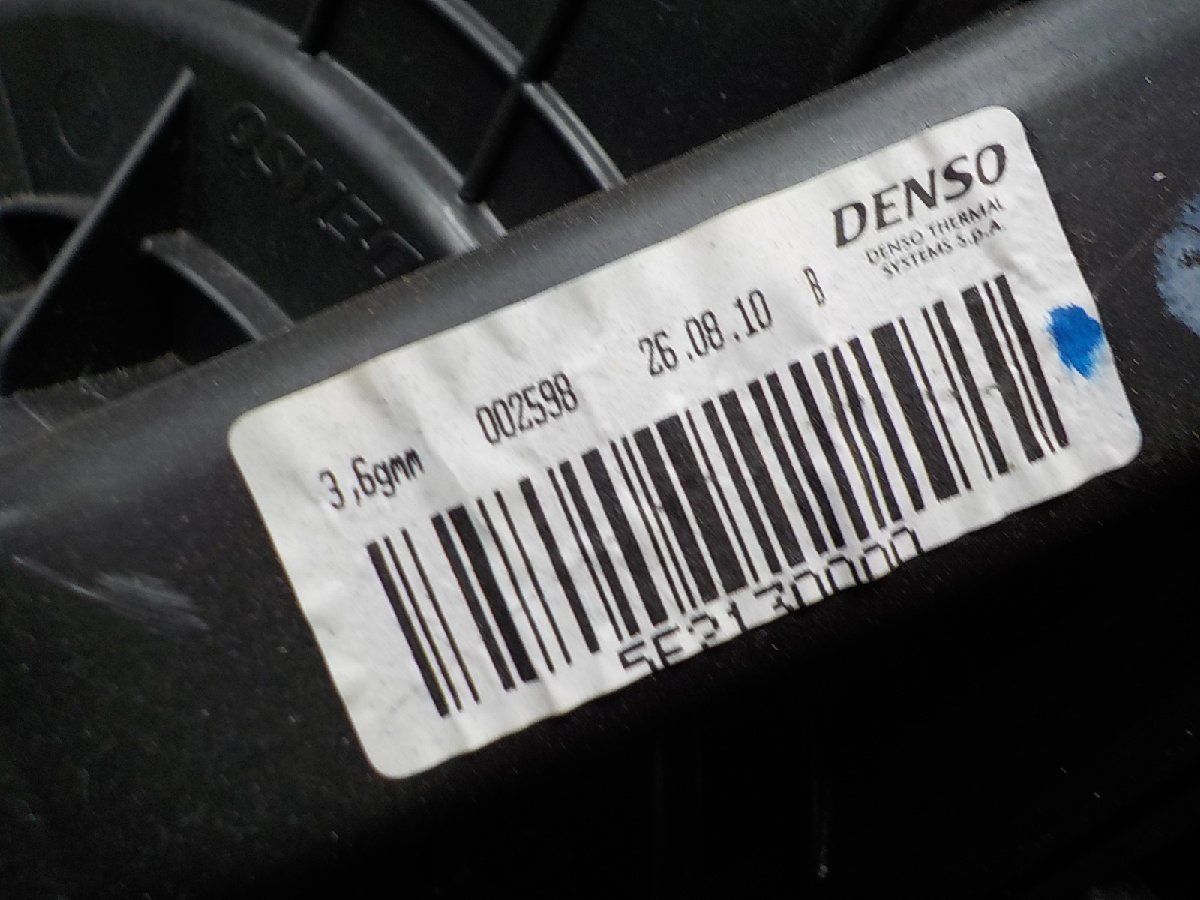 DENSO
DENSO THERMAL
SYSTEMS S.p.A.
3,6gmm 002598 26.08.10 B